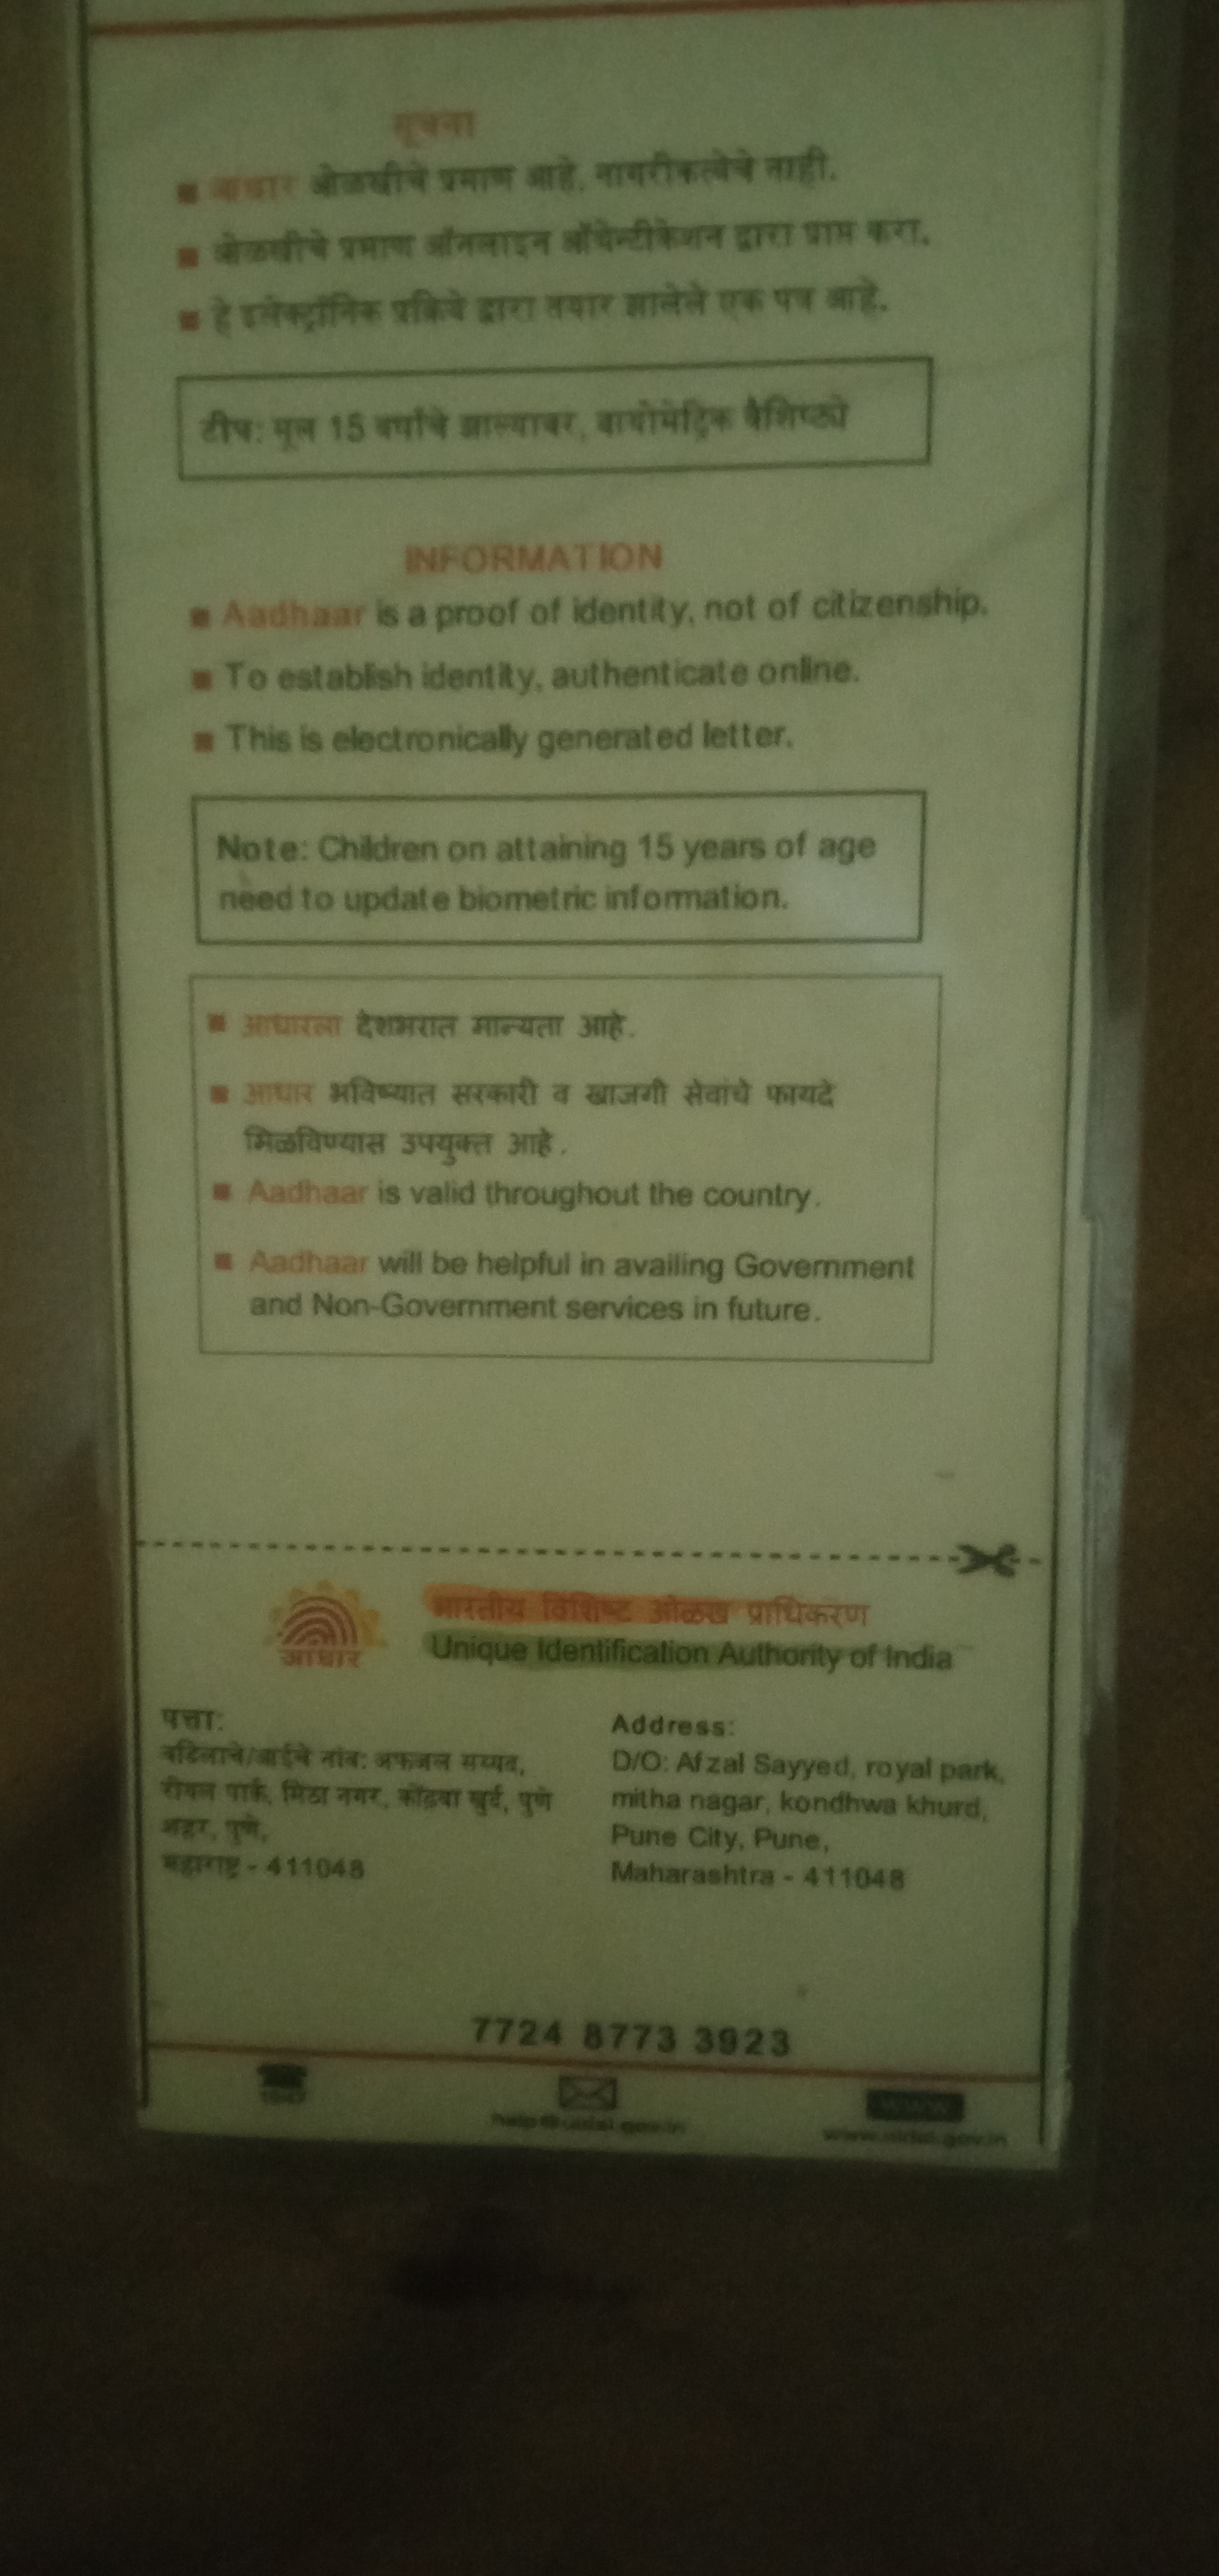 सूचना
आधार ओळखीचे प्रमाण आहे, नागरीकत्वेचे नाही.
ओळखीचे प्रमाण ऑनलाइन ऑथेन्टीकेशन द्वारा प्राप्त करा.
हे इलेक्ट्रॉनिक प्रक्रिये द्वारा तयार झालेले एक पत्र आहे.
टीप: मूल 15 वर्षाचे झाल्यावर, बायोमेट्रिक वैशिष्ट्ये
INFORMATION
Aadhaar is a proof of identity, not of citizenship.
To establish identity, authenticate online.
This is electronically generated letter.
Note: Children on attaining 15 years of age
need to update biometric information.
आधारला देशभरात मान्यता आहे.
आधार भविष्यात सरकारी व खाजगी सेवांचे फायदे
मिळविण्यास उपयुक्त आहे.
Aadhaar is valid throughout the country.
Aadhaar will be helpful in availing Government
and Non-Government services in future.
भारतीय विशिष्ट ओळख प्राधिकरण
Unique Identification Authority of India
आधार
पत्ता:
वडिलांचे/आईचे नांव: अफजल सय्यद,
रॉयल पार्क, मिठा नगर, कोंढवा खुर्द, पुणे
शहर, पुणे,
महाराष्ट्र - 411048
Address:
D/O: Afzal Sayyed, royal park,
mitha nagar, kondhwa khurd,
Pune City, Pune,
Maharashtra - 411048
7724 8773 3923
help@uidai.gov.in
www
www.uidai.gov.in